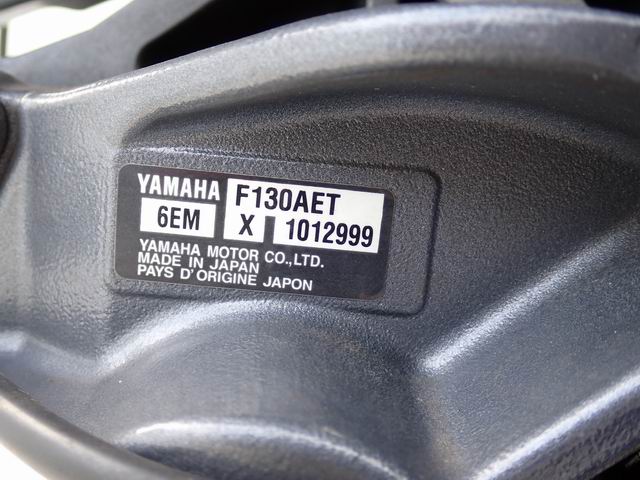 YAMAHA F130AET
6EM X 1012999
YAMAHA MOTOR CO.,LTD.
MADE IN JAPAN
PAYS D'ORIGINE JAPON